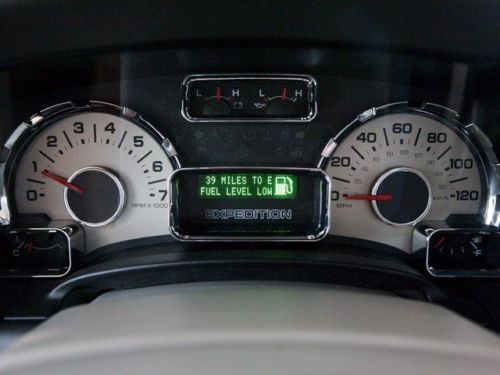 L H L H
0 1 2 3 4 5 6 7
RPM X 1000
39 MILES TO E
FUEL LEVEL LOW
EXPEDITION
20 40 60 80 100 120
MPH km/h
C
F